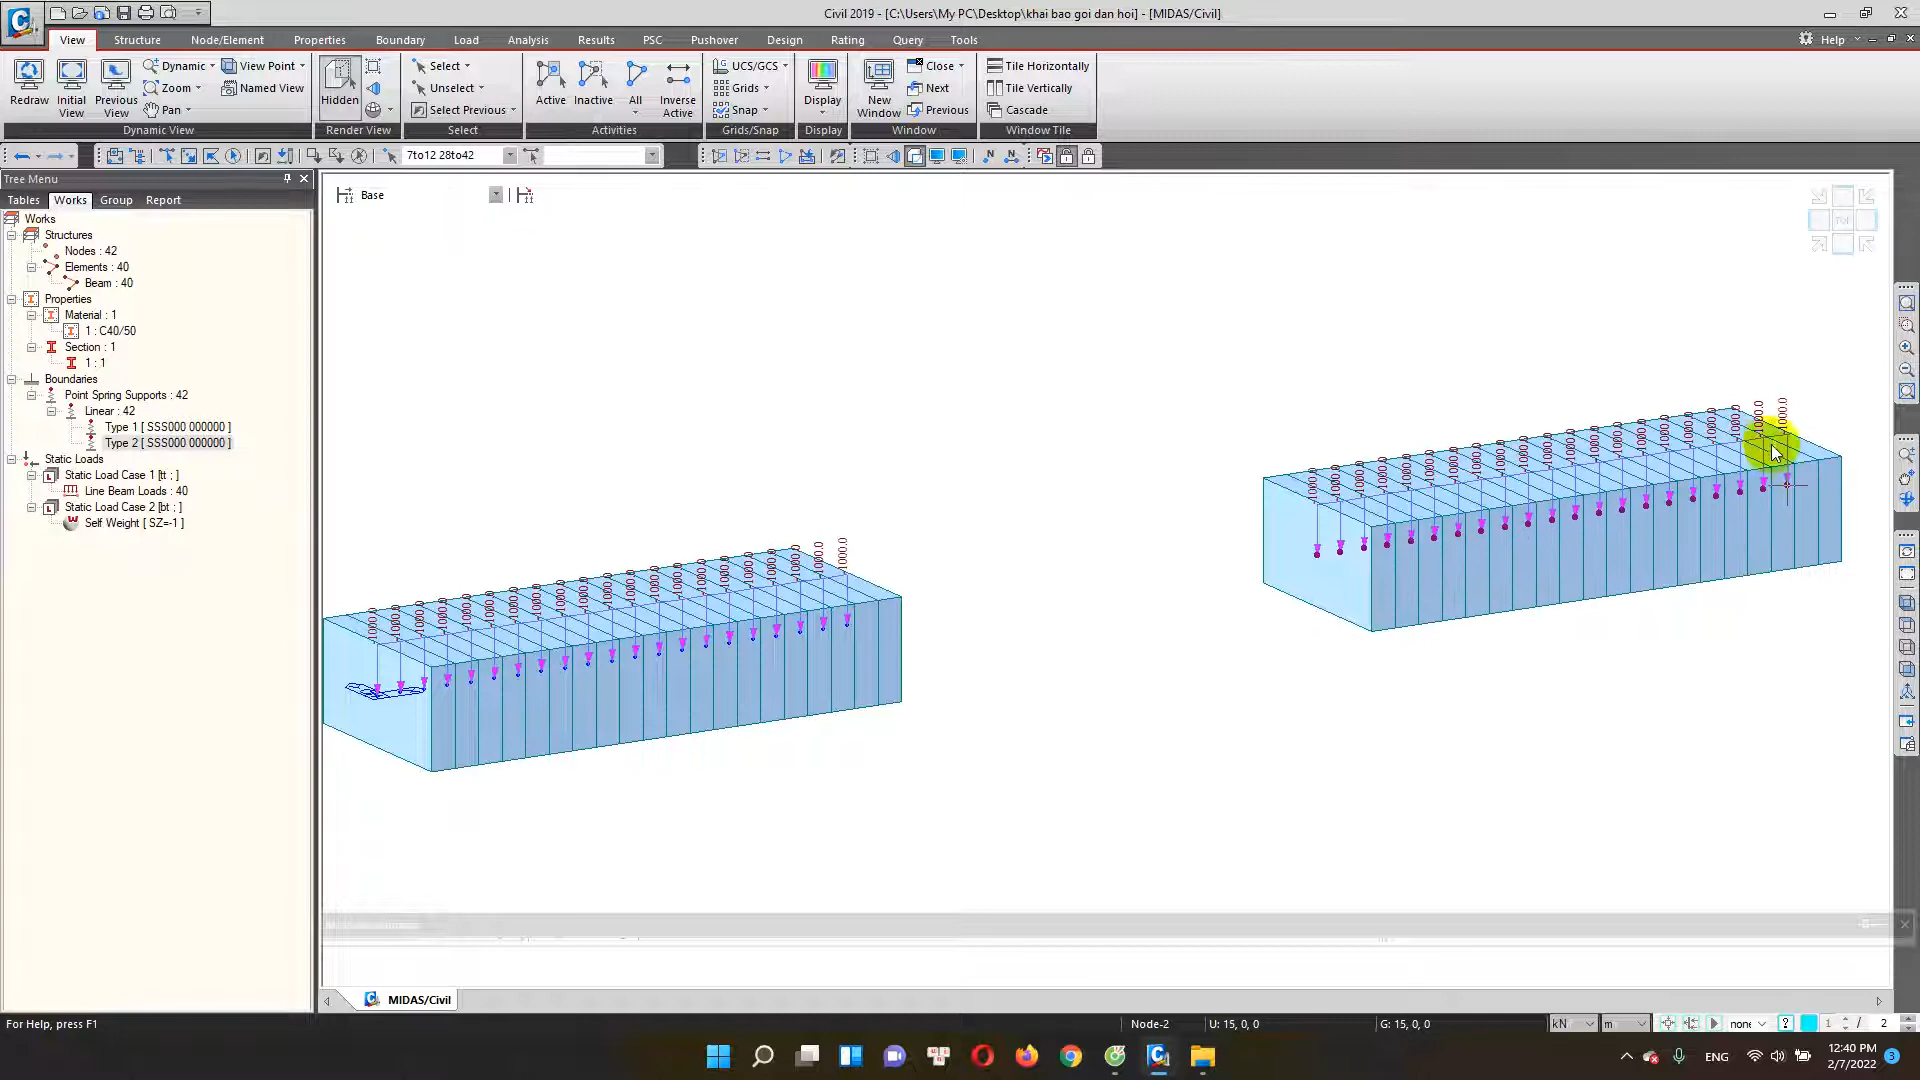 Civil 2019 - [C:\Users\My PC\Desktop\khai bao goi dan hoi] - [MIDAS/Civil]
View Structure Node/Element Properties Boundary Load Analysis Results PSC Pushover Design Rating Query Tools Help
Redraw
Initial View
Previous View
Dynamic
Zoom
Pan
View Point
Named View
Dynamic View
Hidden
Render View
Select
Unselect
Select Previous
Select
Active
Inactive
All
Inverse Active
Activities
UCS/GCS
Grids
Snap
Grids/Snap
Display
Display
New Window
Close
Next
Previous
Window
Tile Horizontally
Tile Vertically
Cascade
Window Tile
7to12 28to42
Tree Menu
Tables Works Group Report
Works
Structures
Nodes : 42
Elements : 40
Beam : 40
Properties
Material : 1
1 : C40/50
Section : 1
1 : 1
Boundaries
Point Spring Supports : 42
Linear : 42
Type 1 [ SSS000 000000 ]
Type 2 [ SSS000 000000 ]
Static Loads
Static Load Case 1 [tt ; ]
Line Beam Loads : 40
Static Load Case 2 [bt ; ]
Self Weight [ SZ=-1 ]
Base
MIDAS/Civil
For Help, press F1
Node-2
U: 15, 0, 0
G: 15, 0, 0
kN
m
none
1 / 2
ENG
12:40 PM
2/7/2022
3